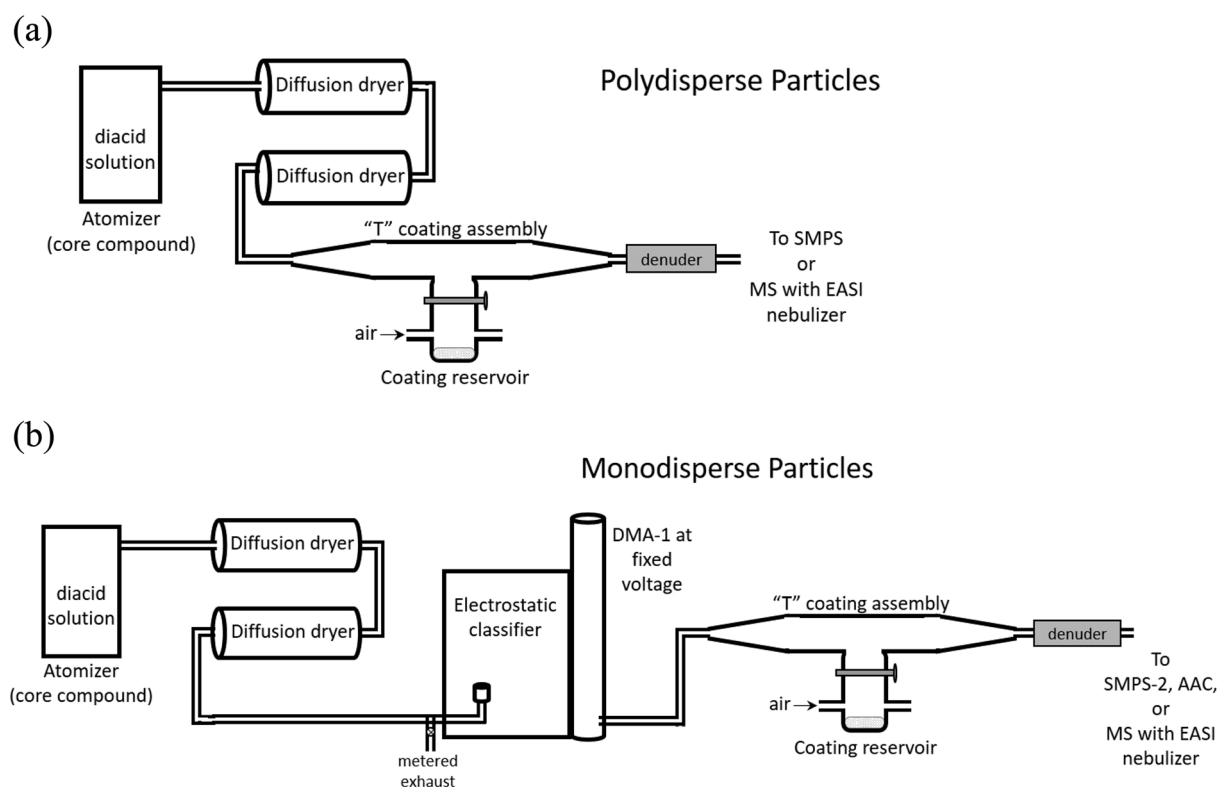 (a)
Polydisperse Particles
Diffusion dryer
diacid
solution
Diffusion dryer
Atomizer
(core compound)
“T” coating assembly
denuder
To SMPS
or
MS with EASI
nebulizer
air
Coating reservoir
(b)
Monodisperse Particles
Diffusion dryer
DMA-1 at
fixed
voltage
diacid
solution
Electrostatic
classifier
Diffusion dryer
Atomizer
(core compound)
“T” coating assembly
denuder
To
SMPS-2, AAC,
or
MS with EASI
nebulizer
air
Coating reservoir
metered
exhaust